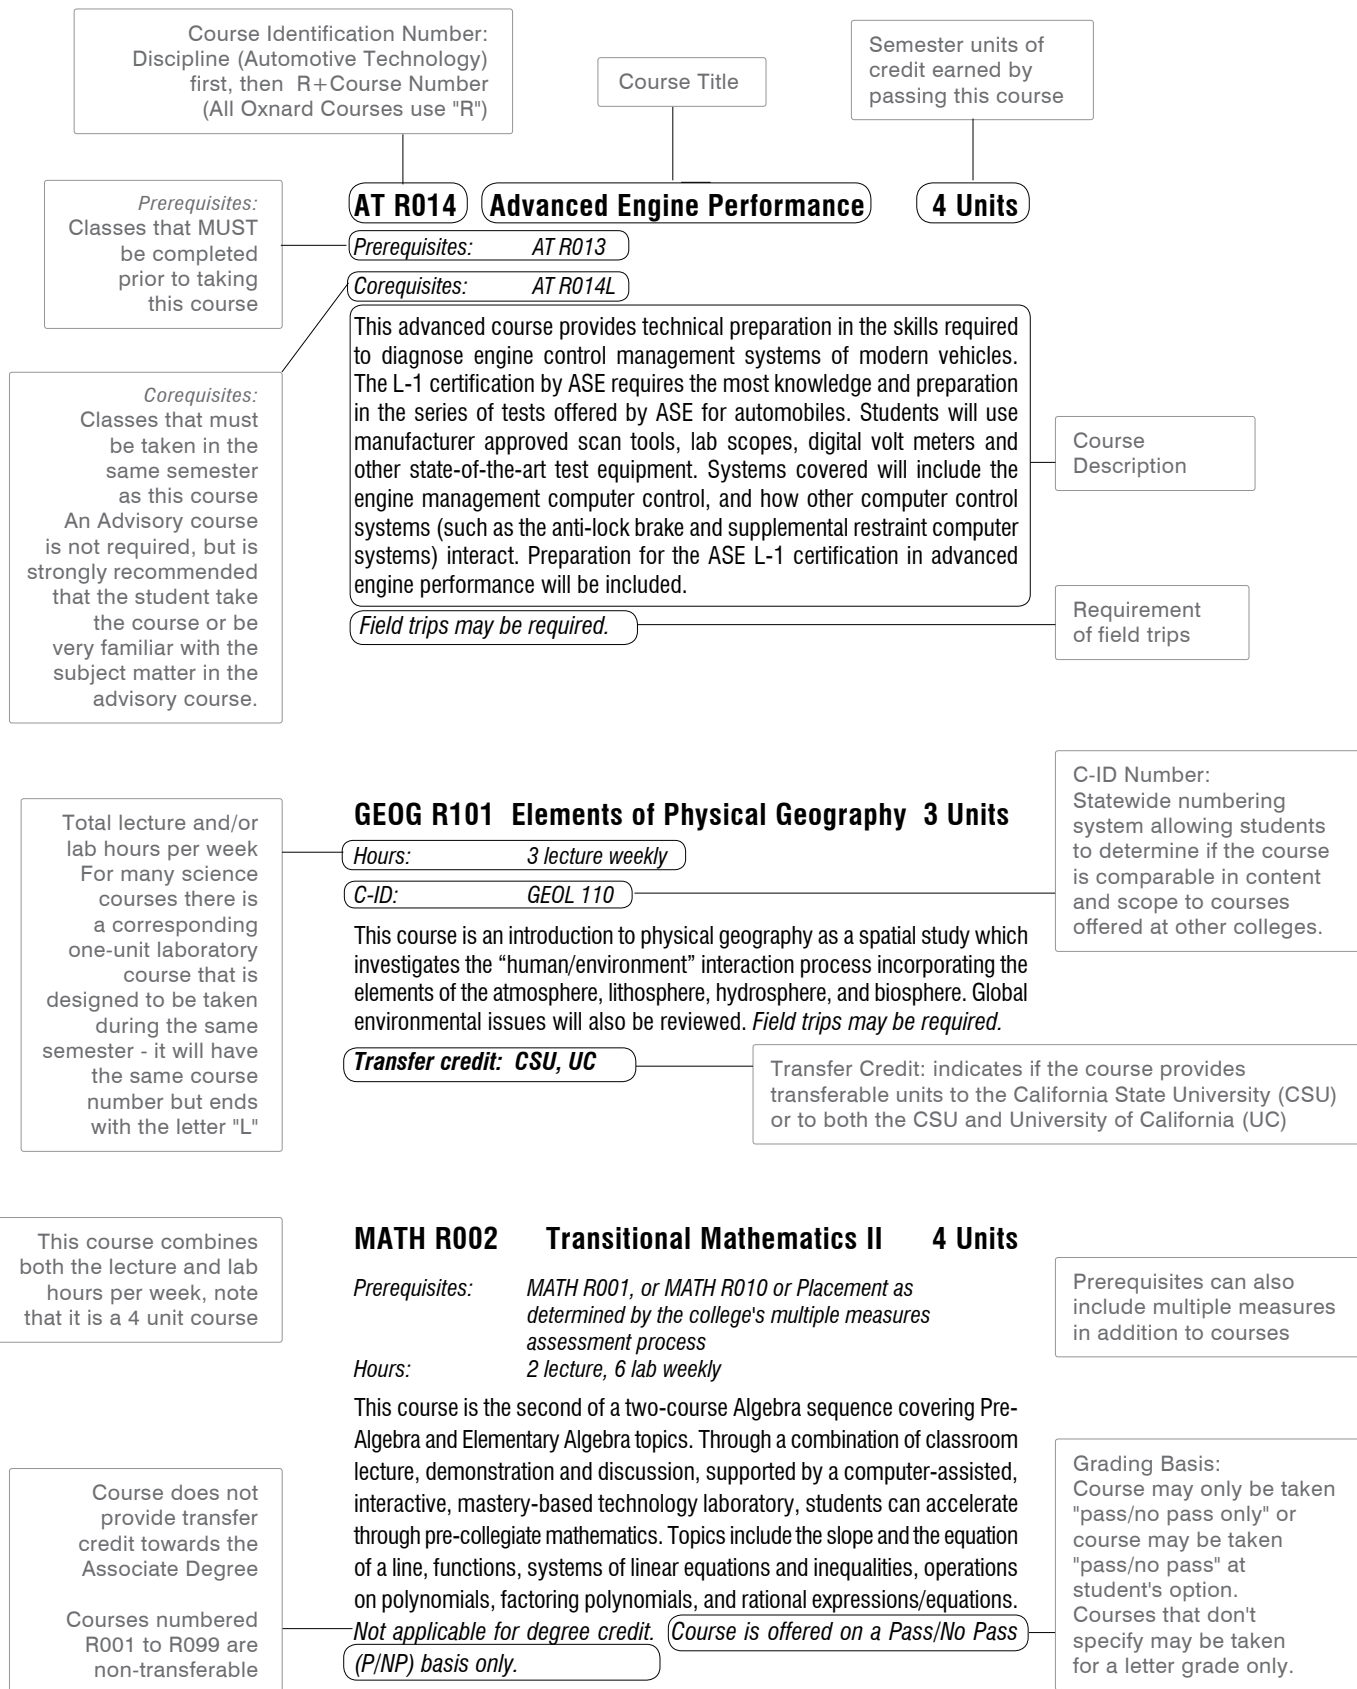 Course Identification Number:
Discipline (Automotive Technology)
first, then  R+Course Number
(All Oxnard Courses use "R")
Course Title
Semester units of
credit earned by
passing this course
AT R014 Advanced Engine Performance 4 Units
Prerequisites:
Classes that MUST
be completed
prior to taking
this course
Prerequisites: AT R013
Corequisites: AT R014L
This advanced course provides technical preparation in the skills required
to diagnose engine control management systems of modern vehicles.
The L-1 certification by ASE requires the most knowledge and preparation
in the series of tests offered by ASE for automobiles. Students will use
manufacturer approved scan tools, lab scopes, digital volt meters and
other state-of-the-art test equipment. Systems covered will include the
engine management computer control, and how other computer control
systems (such as the anti-lock brake and supplemental restraint computer
systems) interact. Preparation for the ASE L-1 certification in advanced
engine performance will be included.
Field trips may be required.
Corequisites:
Classes that must
be taken in the
same semester
as this course
An Advisory course
is not required, but is
strongly recommended
that the student take
the course or be
very familiar with the
subject matter in the
advisory course.
Course
Description
Requirement
of field trips
GEOG R101 Elements of Physical Geography 3 Units
Hours: 3 lecture weekly
C-ID: GEOL 110
This course is an introduction to physical geography as a spatial study which
investigates the “human/environment” interaction process incorporating the
elements of the atmosphere, lithosphere, hydrosphere, and biosphere. Global
environmental issues will also be reviewed. Field trips may be required.
Transfer credit: CSU, UC
Total lecture and/or
lab hours per week
For many science
courses there is
a corresponding
one-unit laboratory
course that is
designed to be taken
during the same
semester - it will have
the same course
number but ends
with the letter "L"
C-ID Number:
Statewide numbering
system allowing students
to determine if the course
is comparable in content
and scope to courses
offered at other colleges.
Transfer Credit: indicates if the course provides
transferable units to the California State University (CSU)
or to both the CSU and University of California (UC)
This course combines
both the lecture and lab
hours per week, note
that it is a 4 unit course
MATH R002 Transitional Mathematics II 4 Units
Prerequisites: MATH R001, or MATH R010 or Placement as
determined by the college's multiple measures
assessment process
Hours: 2 lecture, 6 lab weekly
This course is the second of a two-course Algebra sequence covering Pre-
Algebra and Elementary Algebra topics. Through a combination of classroom
lecture, demonstration and discussion, supported by a computer-assisted,
interactive, mastery-based technology laboratory, students can accelerate
through pre-collegiate mathematics. Topics include the slope and the equation
of a line, functions, systems of linear equations and inequalities, operations
on polynomials, factoring polynomials, and rational expressions/equations.
Not applicable for degree credit. Course is offered on a Pass/No Pass
(P/NP) basis only.
Prerequisites can also
include multiple measures
in addition to courses
Course does not
provide transfer
credit towards the
Associate Degree
Courses numbered
R001 to R099 are
non-transferable
Grading Basis:
Course may only be taken
"pass/no pass only" or
course may be taken
"pass/no pass" at
student's option.
Courses that don't
specify may be taken
for a letter grade only.